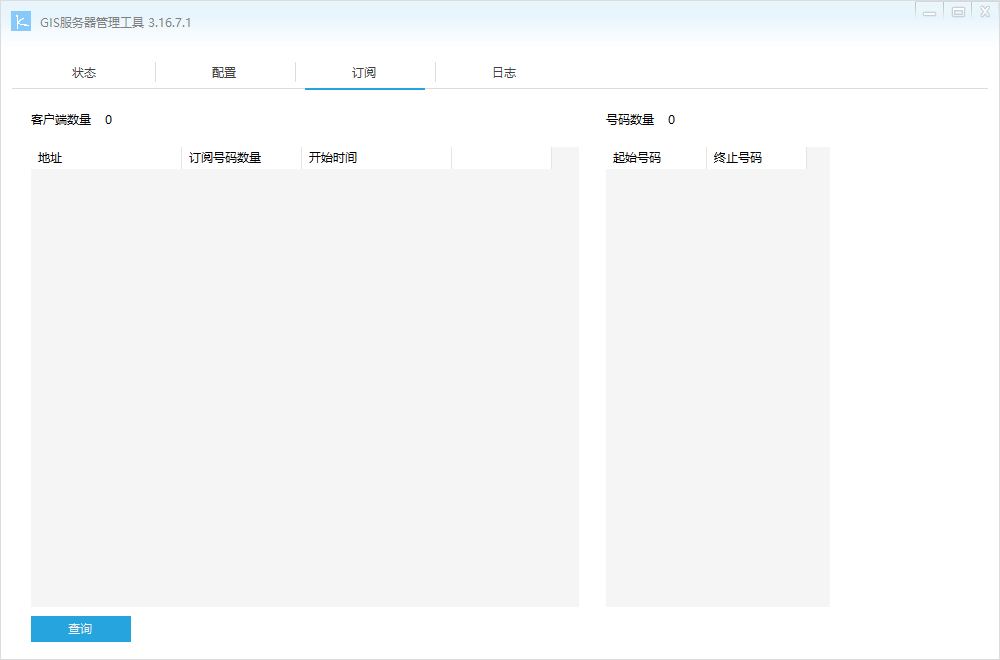 GIS服务器管理工具 3.16.7.1
状态 配置 订阅 日志
客户端数量 0 号码数量 0
地址 订阅号码数量 开始时间 起始号码 终止号码
查询